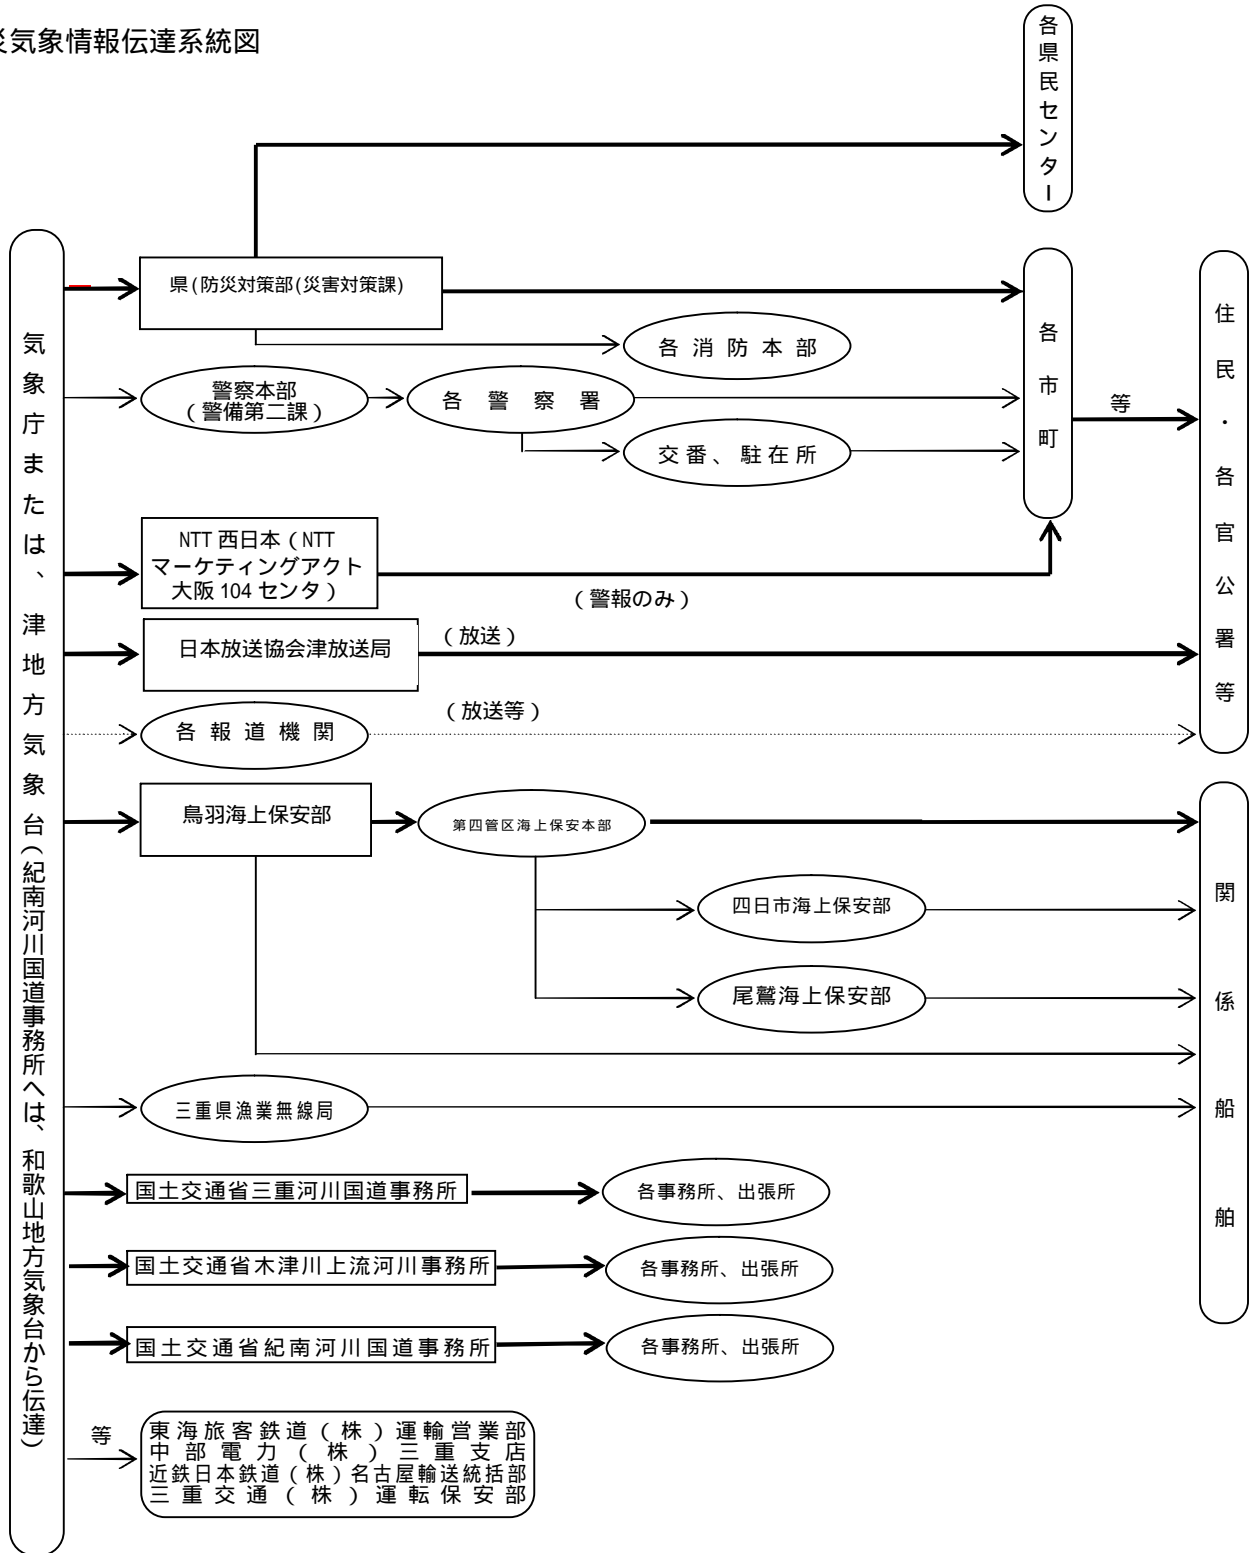 災気象情報伝達系統図
各県民センター
気象庁または、津地方気象台(紀南河川国道事務所へは、和歌山地方気象台から伝達)
県(防災対策部(災害対策課)
各消防本部
警察本部
(警備第二課)
各警察署
交番、駐在所
各市町
等
住民・各官公署等
NTT西日本(NTT
マーケティングアクト
大阪104センタ)
(警報のみ)
日本放送協会津放送局
(放送)
各報道機関
(放送等)
鳥羽海上保安部
第四管区海上保安本部
四日市海上保安部
尾鷲海上保安部
関係船舶
三重県漁業無線局
国土交通省三重河川国道事務所
各事務所、出張所
国土交通省木津川上流河川事務所
各事務所、出張所
国土交通省紀南河川国道事務所
各事務所、出張所
等
東海旅客鉄道(株)運輸営業部
中部電力(株)三重支店
近鉄日本鉄道(株)名古屋輸送統括部
三重交通(株)運転保安部